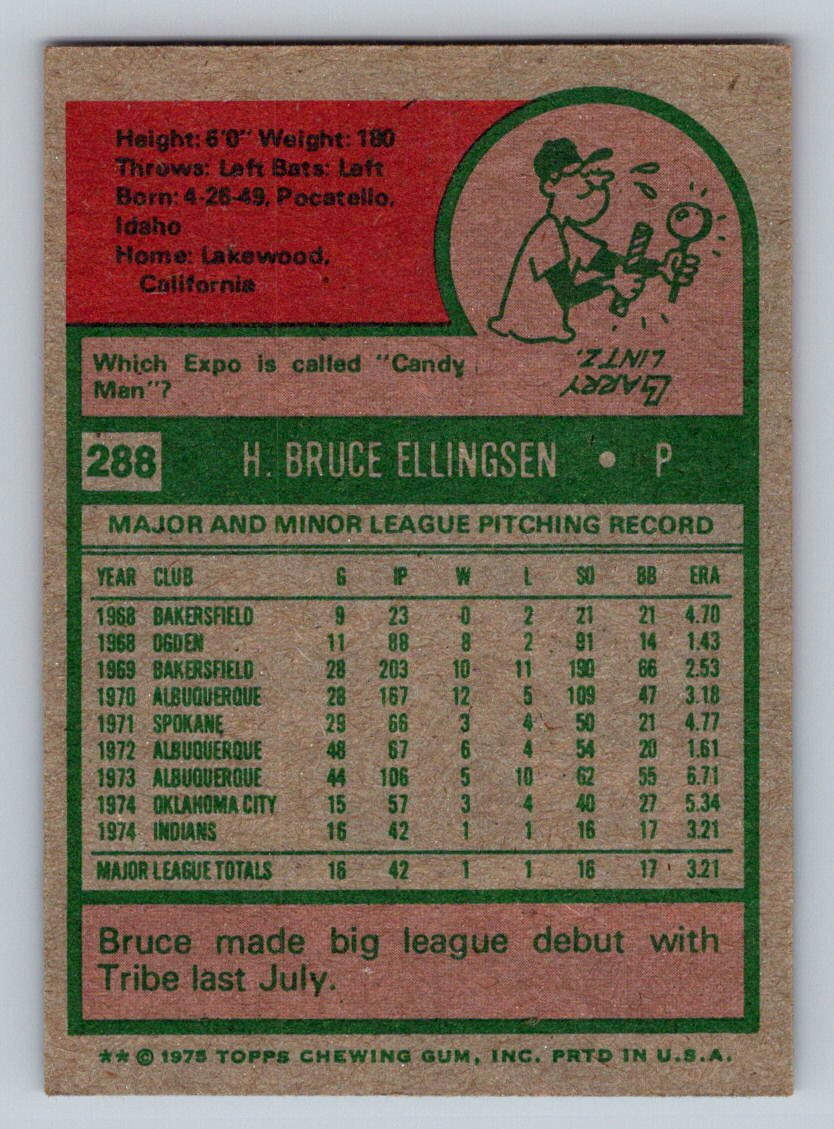 Height: 6'0" Weight: 180
Throws: Left Bats: Left
Born: 4-26-49, Pocatello,
Idaho
Home: Lakewood,
California
Which Expo is called "Candy
Man"?
BARRY
LINTZ.
288 H. BRUCE ELLINGSEN • P
MAJOR AND MINOR LEAGUE PITCHING RECORD
YEAR CLUB G IP W L SO BB ERA
1968 BAKERSFIELD 9 23 0 2 21 21 4.70
1968 OGDEN 11 88 8 2 91 14 1.43
1969 BAKERSFIELD 28 203 10 11 190 66 2.53
1970 ALBUQUERQUE 28 167 12 5 109 47 3.18
1971 SPOKANE 29 66 3 4 50 21 4.77
1972 ALBUQUERQUE 48 67 6 4 54 20 1.61
1973 ALBUQUERQUE 44 106 5 10 62 55 6.71
1974 OKLAHOMA CITY 15 57 3 4 40 27 5.34
1974 INDIANS 16 42 1 1 16 17 3.21
MAJOR LEAGUE TOTALS 16 42 1 1 16 17 3.21
Bruce made big league debut with
Tribe last July.
** © 1975 TOPPS CHEWING GUM, INC. PRTD IN U.S.A.